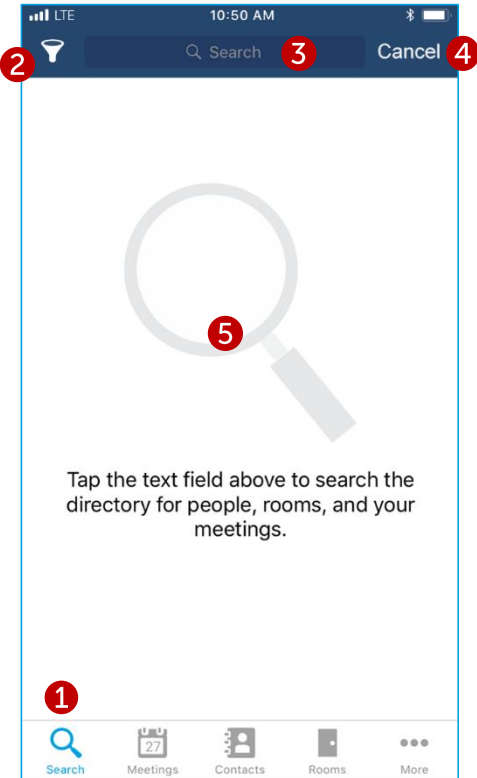 LTE 10:50 AM
2 Search 3 Cancel 4
5
Tap the text field above to search the
directory for people, rooms, and your
meetings.
1
27
Search Meetings Contacts Rooms More